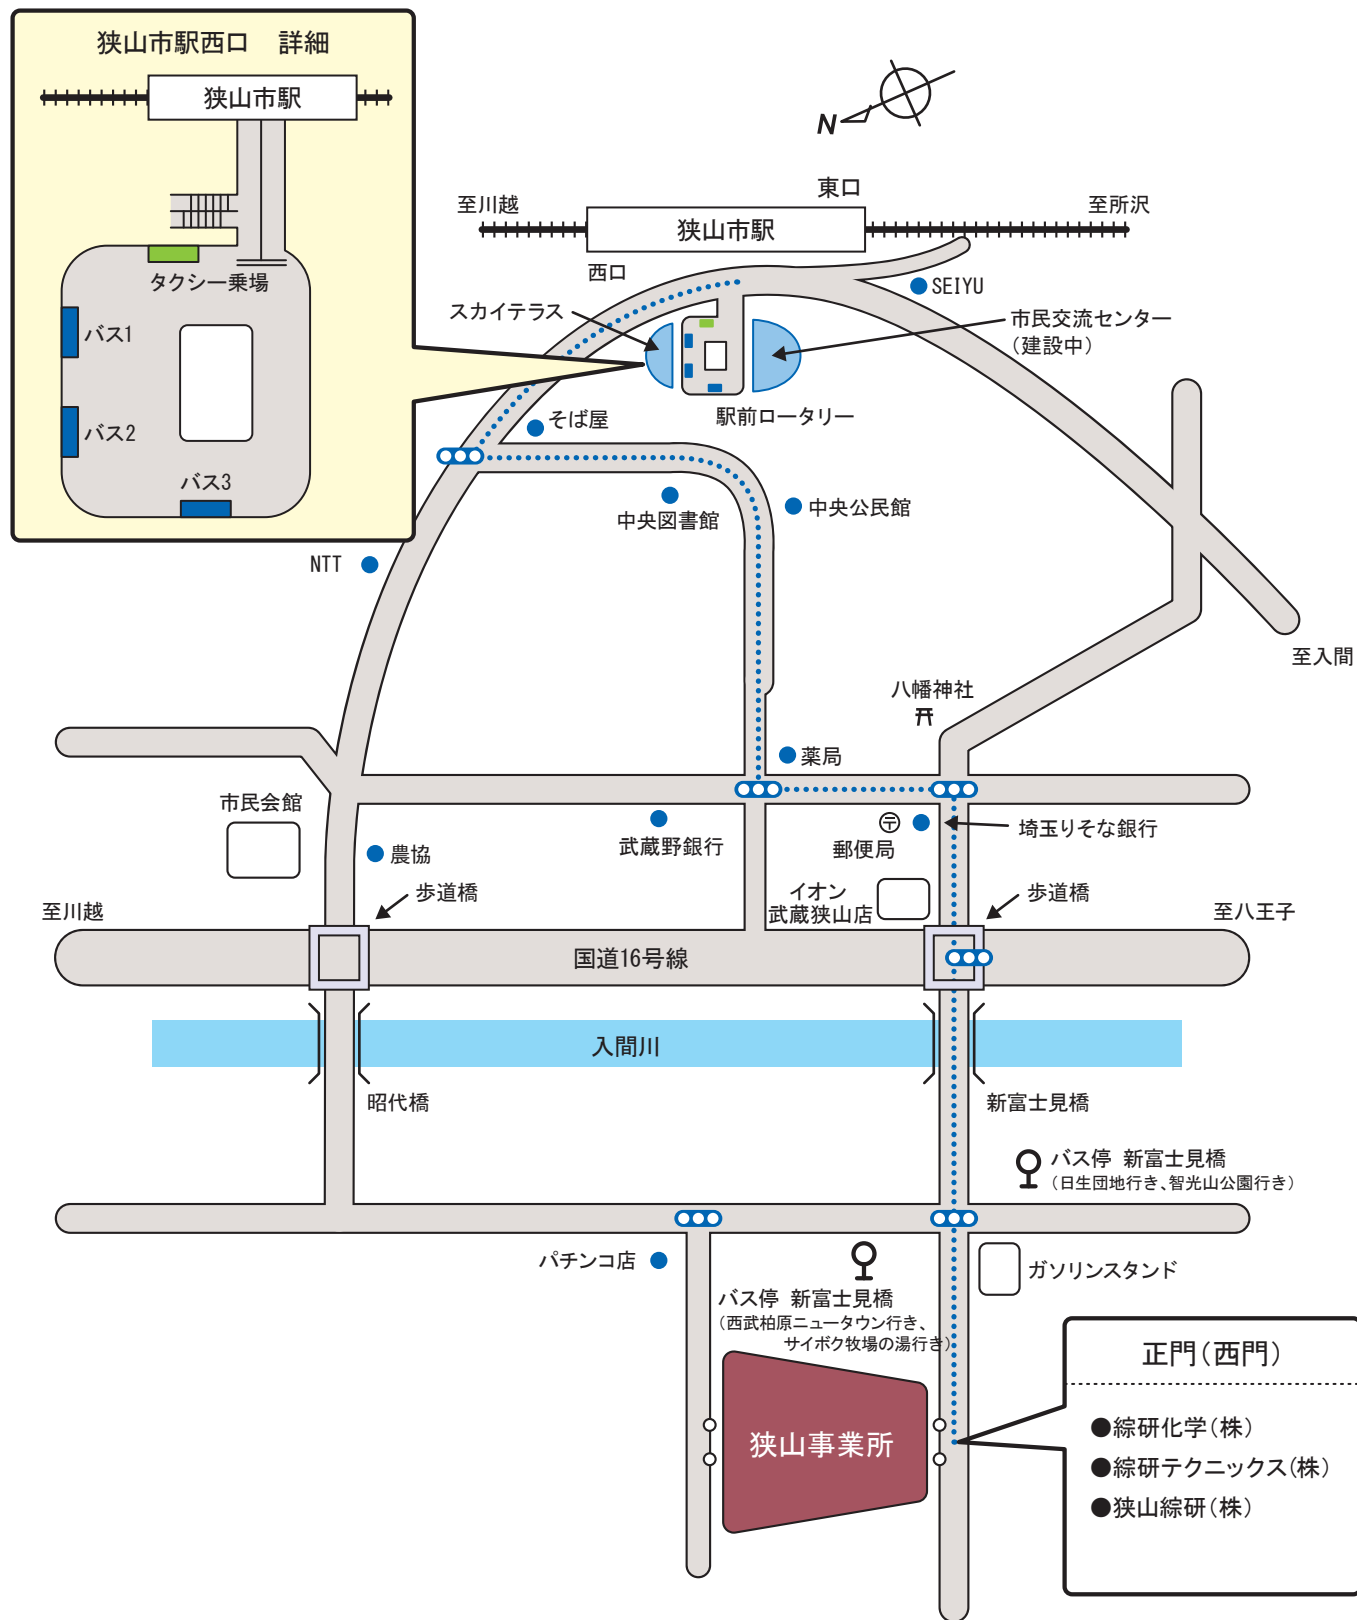 狭山市駅西口　詳細
狭山市駅
タクシー乗場
バス1
バス2
バス3
N
東口
至川越
至所沢
狭山市駅
西口
SEIYU
スカイテラス
市民交流センター
（建設中）
駅前ロータリー
そば屋
中央図書館
中央公民館
NTT
至入間
八幡神社
薬局
市民会館
武蔵野銀行
〒
郵便局
埼玉りそな銀行
農協
歩道橋
イオン
武蔵狭山店
歩道橋
至川越
至八王子
国道16号線
入間川
昭代橋
新富士見橋
バス停 新富士見橋
（日生団地行き、智光山公園行き）
パチンコ店
ガソリンスタンド
バス停 新富士見橋
（西武柏原ニュータウン行き、
サイボク牧場の湯行き）
正門（西門）
狭山事業所
●綜研化学（株）
●綜研テクニックス（株）
●狭山綜研（株）